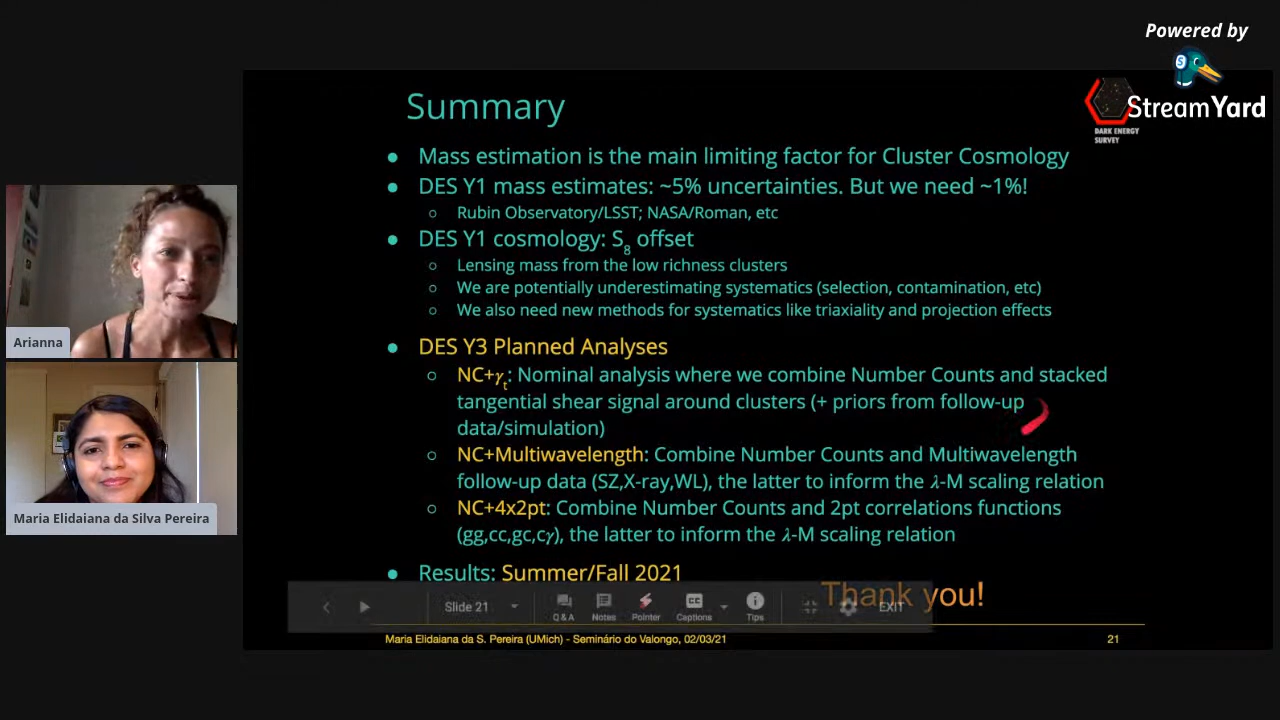 Powered by
StreamYard
DARK ENERGY
SURVEY
Summary
● Mass estimation is the main limiting factor for Cluster Cosmology
● DES Y1 mass estimates: ~5% uncertainties. But we need ~1%!
○ Rubin Observatory/LSST; NASA/Roman, etc
● DES Y1 cosmology: S8 offset
○ Lensing mass from the low richness clusters
○ We are potentially underestimating systematics (selection, contamination, etc)
○ We also need new methods for systematics like triaxiality and projection effects
● DES Y3 Planned Analyses
○ NC+γt: Nominal analysis where we combine Number Counts and stacked
tangential shear signal around clusters (+ priors from follow-up
data/simulation)
○ NC+Multiwavelength: Combine Number Counts and Multiwavelength
follow-up data (SZ,X-ray,WL), the latter to inform the λ-M scaling relation
○ NC+4x2pt: Combine Number Counts and 2pt correlations functions
(gg,cc,gc,cγ), the latter to inform the λ-M scaling relation
● Results: Summer/Fall 2021
Thank you!
Slide 21
Q & A
Notes
Pointer
Captions
Tips
EXIT
Maria Elidaiana da S. Pereira (UMich) - Seminário do Valongo, 02/03/21
21
Arianna
Maria Elidaiana da Silva Pereira